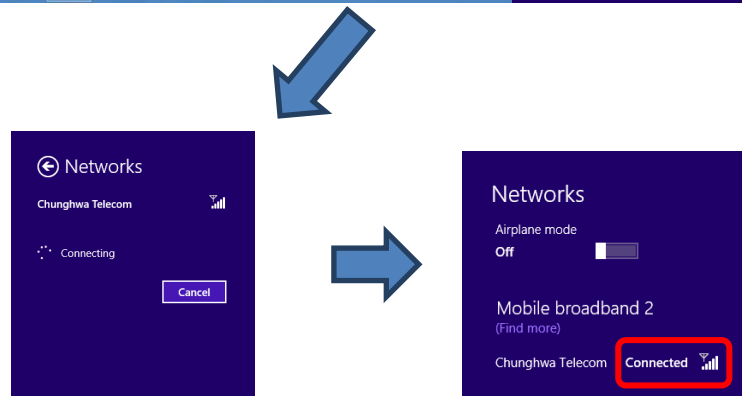 Networks
Chunghwa Telecom
Connecting
Cancel
Networks
Airplane mode
Off
Mobile broadband 2
(Find more)
Chunghwa Telecom Connected